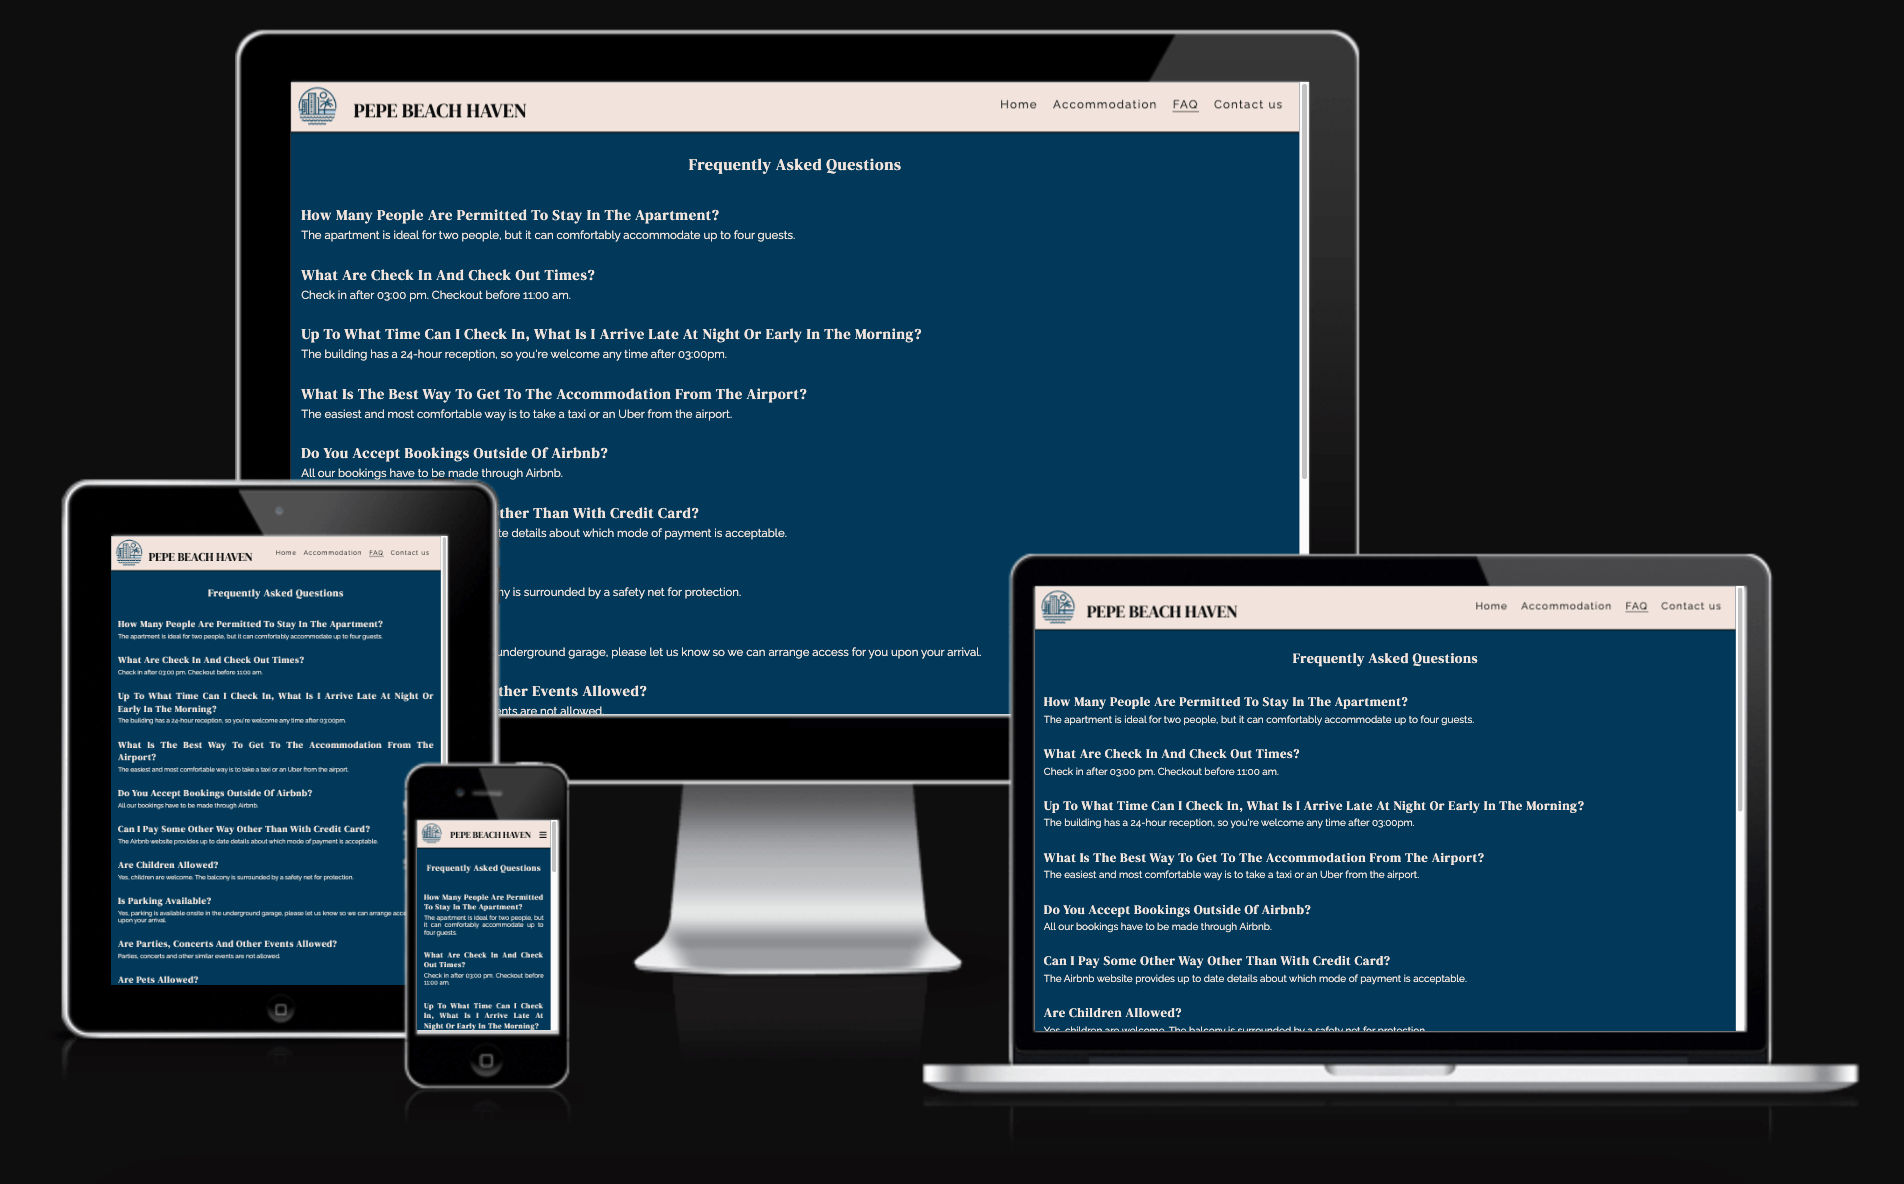 PEPE BEACH HAVEN
Home Accommodation FAQ Contact us
Frequently Asked Questions
How Many People Are Permitted To Stay In The Apartment?
The apartment is ideal for two people, but it can comfortably accommodate up to four guests.
What Are Check In And Check Out Times?
Check in after 03:00 pm. Checkout before 11:00 am.
Up To What Time Can I Check In, What Is I Arrive Late At Night Or Early In The Morning?
The building has a 24-hour reception, so you're welcome any time after 03:00pm.
What Is The Best Way To Get To The Accommodation From The Airport?
The easiest and most comfortable way is to take a taxi or an Uber from the airport.
Do You Accept Bookings Outside Of Airbnb?
All our bookings have to be made through Airbnb.
ther Than With Credit Card?
te details about which mode of payment is acceptable.
ny is surrounded by a safety net for protection.
underground garage, please let us know so we can arrange access for you upon your arrival.
ther Events Allowed?
ents are not allowed.
PEPE BEACH HAVEN
Home Accommodation FAQ Contact us
Frequently Asked Questions
How Many People Are Permitted To Stay In The Apartment?
The apartment is ideal for two people, but it can comfortably accommodate up to four guests.
What Are Check In And Check Out Times?
Check in after 03:00 pm. Checkout before 11:00 am.
Up To What Time Can I Check In, What Is I Arrive Late At Night Or
Early In The Morning?
The building has a 24-hour reception, so you're welcome any time after 03:00pm.
What Is The Best Way To Get To The Accommodation From The
Airport?
The easiest and most comfortable way is to take a taxi or an Uber from the airport.
Do You Accept Bookings Outside Of Airbnb?
All our bookings have to be made through Airbnb.
Can I Pay Some Other Way Other Than With Credit Card?
The Airbnb website provides up to date details about which mode of payment is acceptable.
Are Children Allowed?
Yes, children are welcome. The balcony is surrounded by a safety net for protection.
Is Parking Available?
Yes, parking is available onsite in the underground garage, please let us know so we can arrange acce
upon your arrival.
Are Parties, Concerts And Other Events Allowed?
Parties, concerts and other similar events are not allowed.
Are Pets Allowed?
PEPE BEACH HAVEN
Frequently Asked Questions
How Many People Are Permitted
To Stay In The Apartment?
The apartment is ideal for two people, but
it can comfortably accommodate up to
four guests.
What Are Check In And Check
Out Times?
Check in after 03:00 pm. Checkout before
11:00 am.
Up To What Time Can I Check
In, What Is I Arrive Late At
Night Or Early In The Morning?
PEPE BEACH HAVEN
Home Accommodation FAQ Contact us
Frequently Asked Questions
How Many People Are Permitted To Stay In The Apartment?
The apartment is ideal for two people, but it can comfortably accommodate up to four guests.
What Are Check In And Check Out Times?
Check in after 03:00 pm. Checkout before 11:00 am.
Up To What Time Can I Check In, What Is I Arrive Late At Night Or Early In The Morning?
The building has a 24-hour reception, so you're welcome any time after 03:00pm.
What Is The Best Way To Get To The Accommodation From The Airport?
The easiest and most comfortable way is to take a taxi or an Uber from the airport.
Do You Accept Bookings Outside Of Airbnb?
All our bookings have to be made through Airbnb.
Can I Pay Some Other Way Other Than With Credit Card?
The Airbnb website provides up to date details about which mode of payment is acceptable.
Are Children Allowed?
Yes, children are welcome. The balcony is surrounded by a safety net for protection.